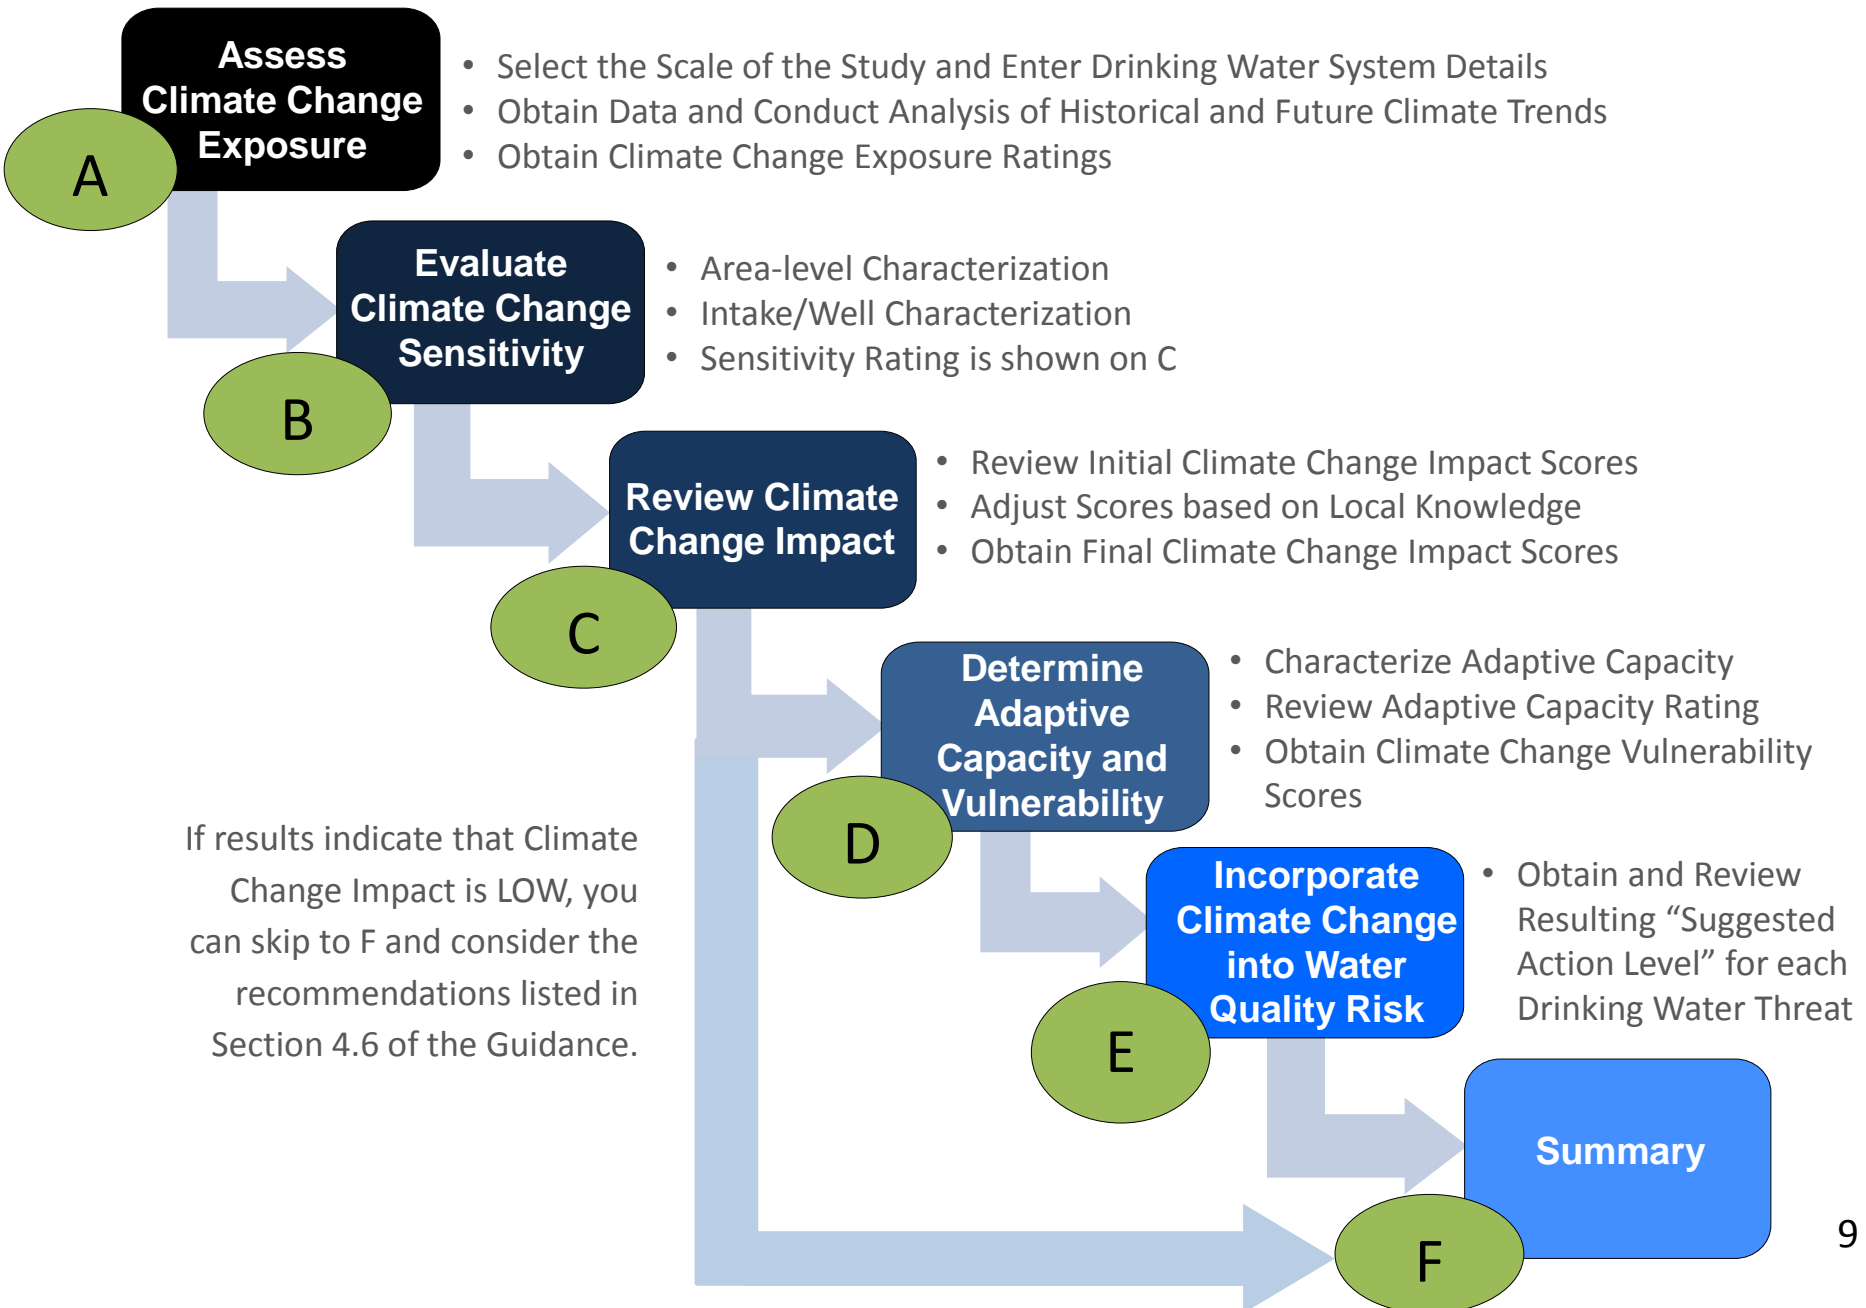 Assess
Climate Change
Exposure
A
• Select the Scale of the Study and Enter Drinking Water System Details
• Obtain Data and Conduct Analysis of Historical and Future Climate Trends
• Obtain Climate Change Exposure Ratings
Evaluate
Climate Change
Sensitivity
B
• Area-level Characterization
• Intake/Well Characterization
• Sensitivity Rating is shown on C
Review Climate
Change Impact
C
• Review Initial Climate Change Impact Scores
• Adjust Scores based on Local Knowledge
• Obtain Final Climate Change Impact Scores
Determine
Adaptive
Capacity and
Vulnerability
D
• Characterize Adaptive Capacity
• Review Adaptive Capacity Rating
• Obtain Climate Change Vulnerability
Scores
If results indicate that Climate
Change Impact is LOW, you
can skip to F and consider the
recommendations listed in
Section 4.6 of the Guidance.
Incorporate
Climate Change
into Water
Quality Risk
E
• Obtain and Review
Resulting “Suggested
Action Level” for each
Drinking Water Threat
Summary
F
9